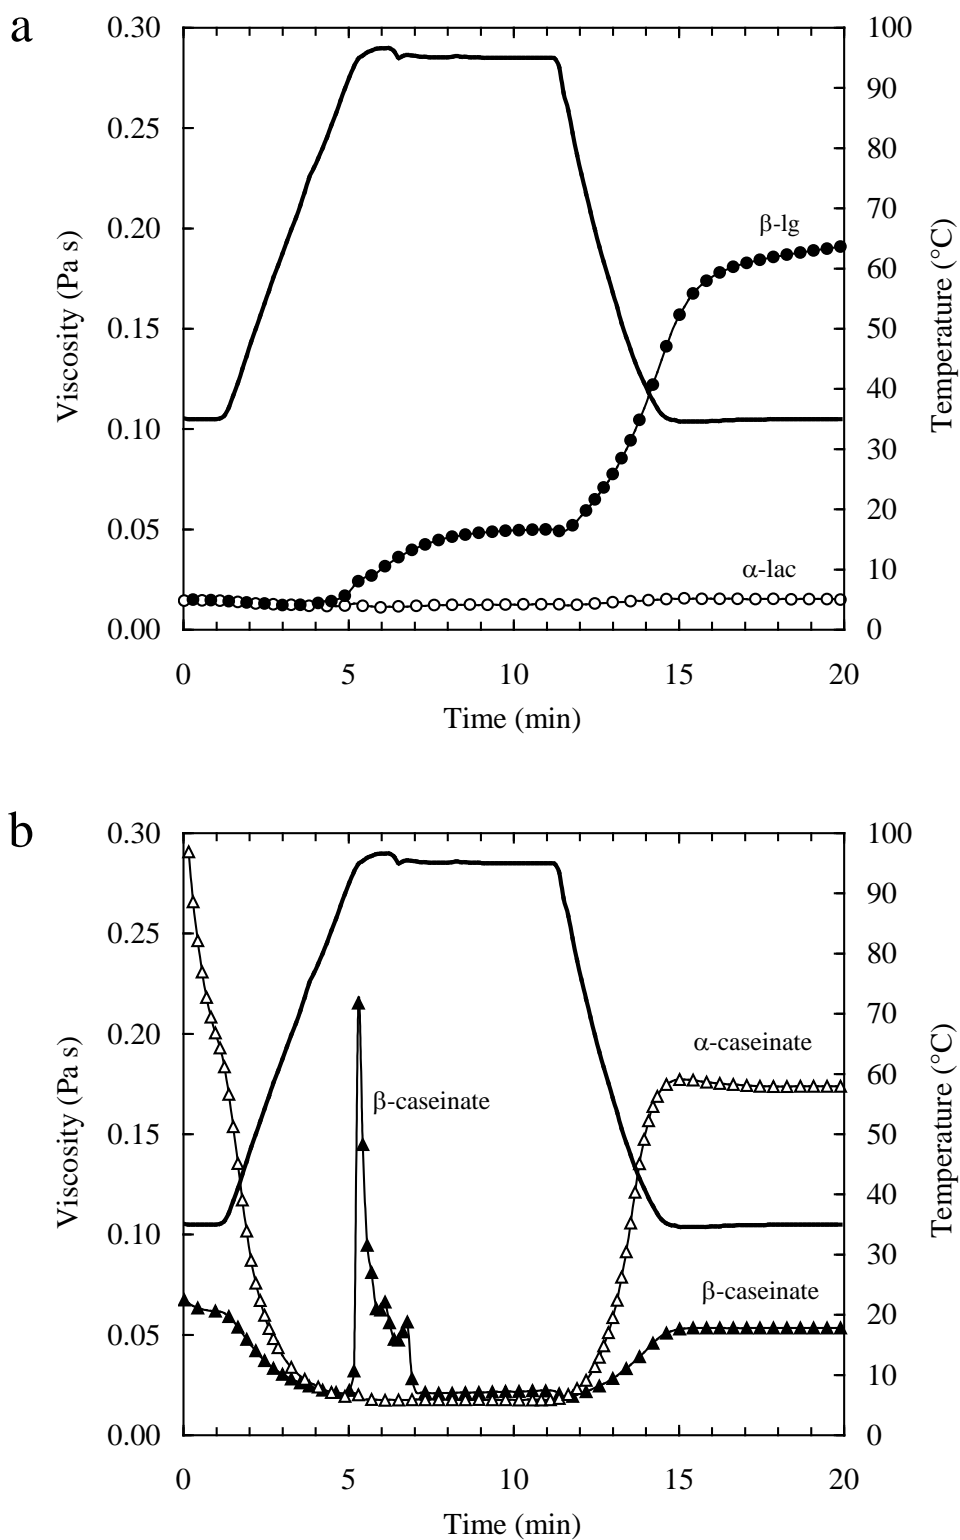 a
0.30
0.25
0.20
0.15
0.10
0.05
0.00
Viscosity (Pa s)
100
90
80
70
60
50
40
30
20
10
0
Temperature (°C)
β-lg
α-lac
0 5 10 15 20
Time (min)
b
0.30
0.25
0.20
0.15
0.10
0.05
0.00
Viscosity (Pa s)
100
90
80
70
60
50
40
30
20
10
0
Temperature (°C)
α-caseinate
β-caseinate
β-caseinate
0 5 10 15 20
Time (min)